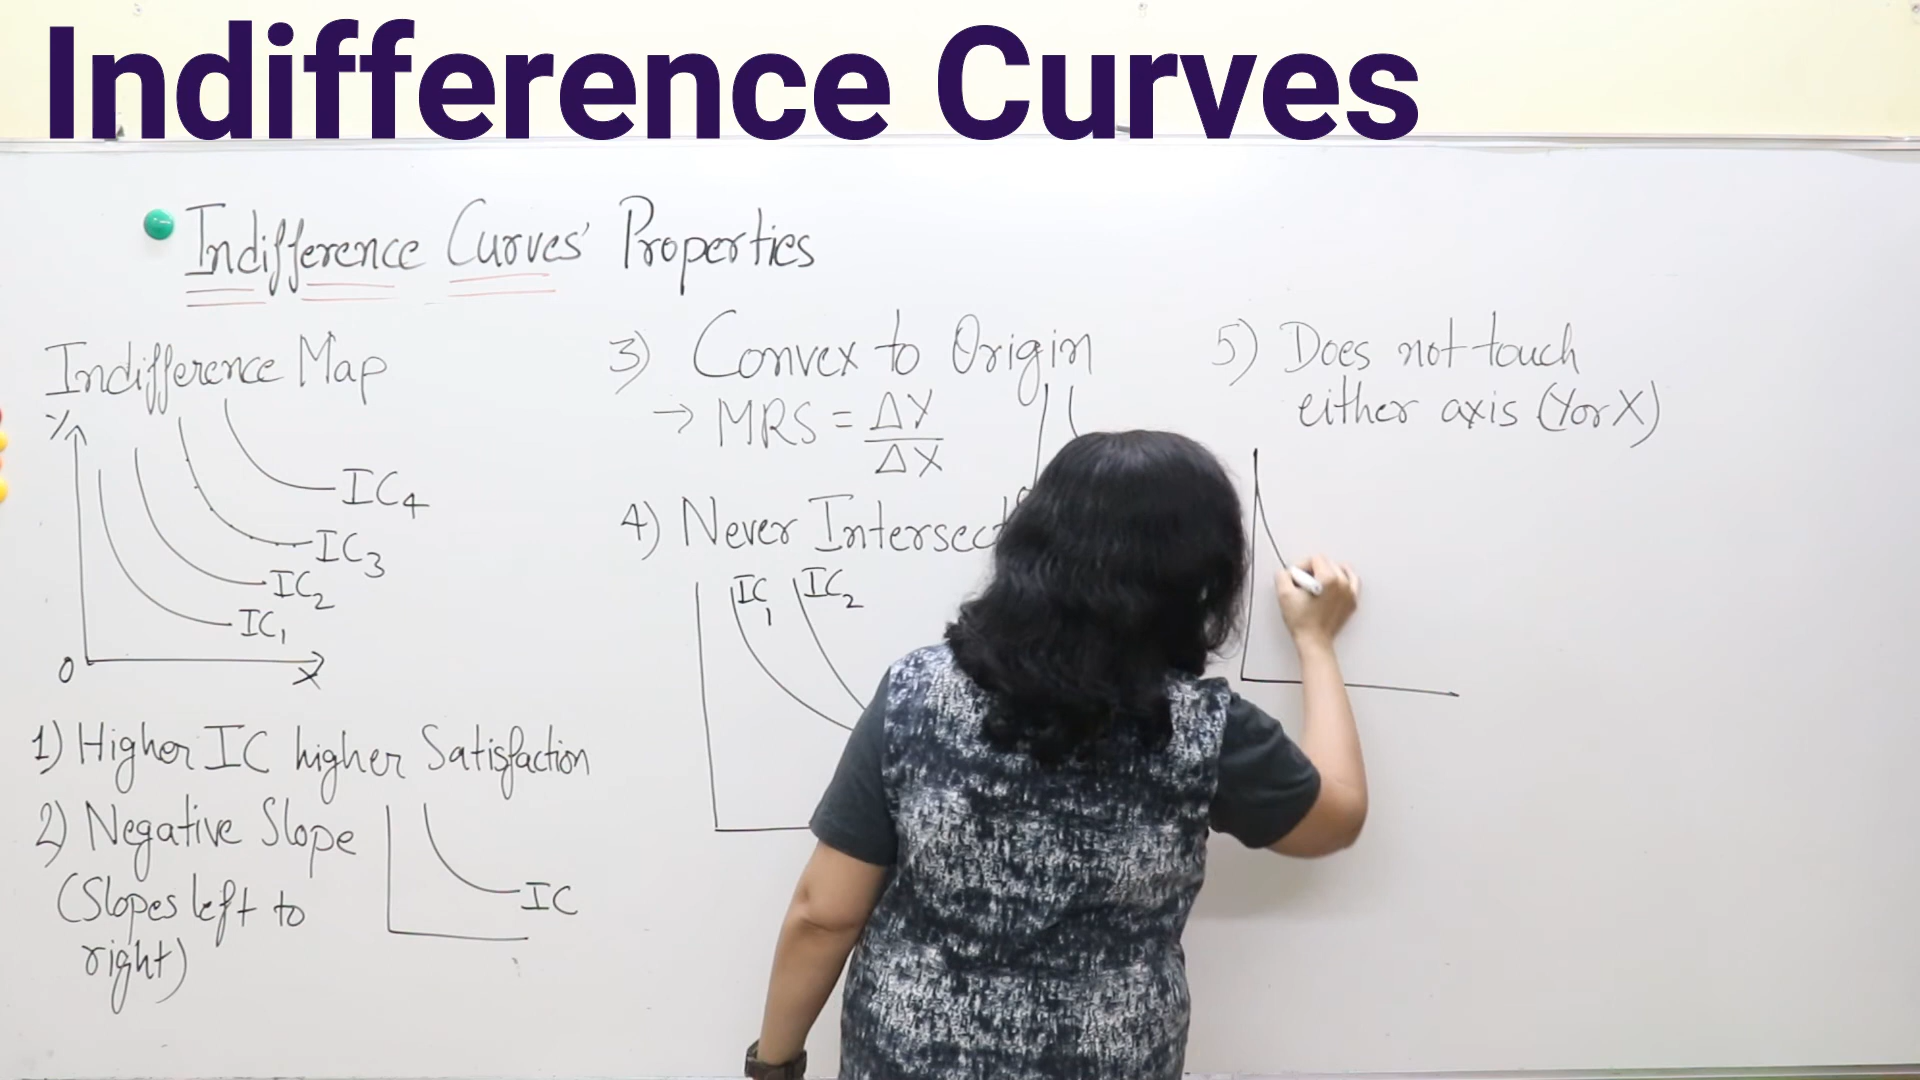 Indifference Curves
Indifference Curves' Properties
Indifference Map
Y
IC4
IC3
IC2
IC1
O
X
1) Higher IC higher Satisfaction
2) Negative Slope
(Slopes left to
right)
IC
3) Convex to Origin
→ MRS = ΔY
ΔX
4) Never Intersect
IC1
IC2
5) Does not touch
either axis (Y or X)